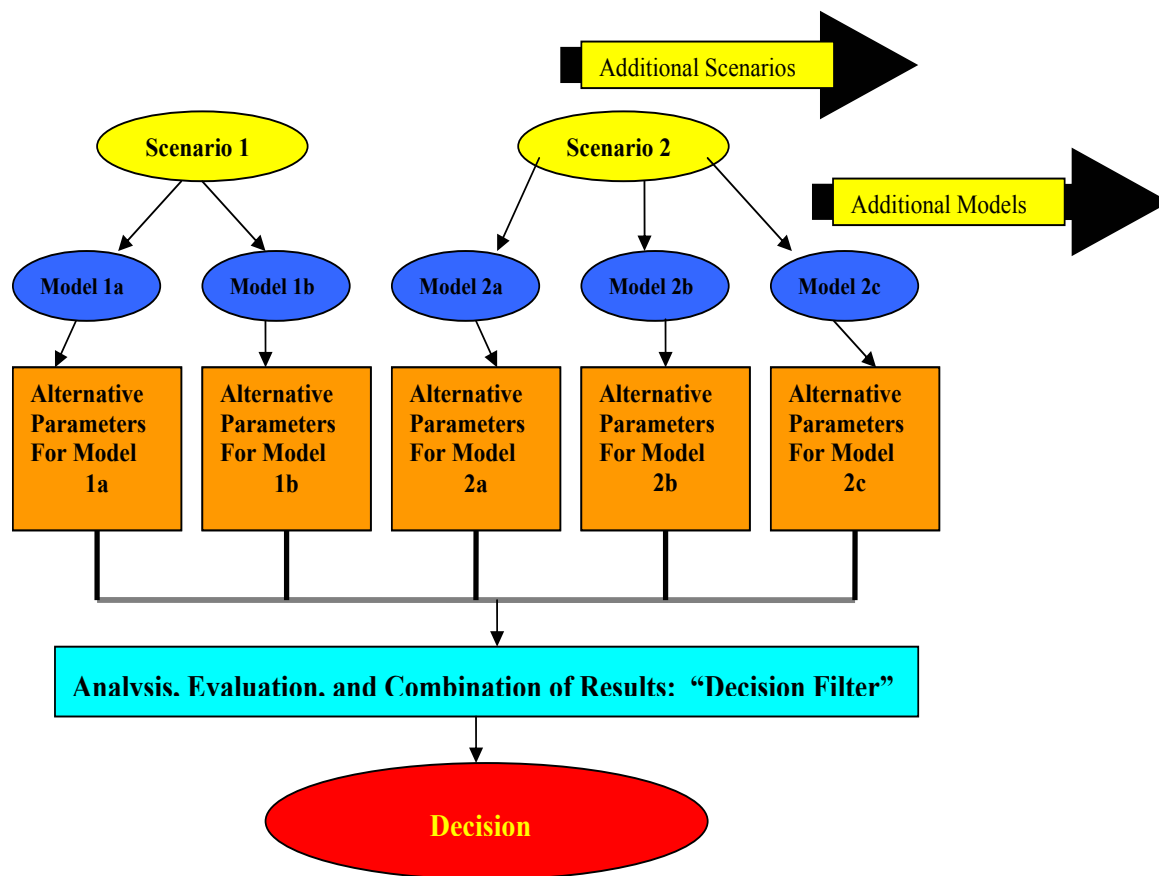 Additional Scenarios
Scenario 1
Scenario 2
Additional Models
Model 1a
Model 1b
Model 2a
Model 2b
Model 2c
Alternative
Parameters
For Model
1a
Alternative
Parameters
For Model
1b
Alternative
Parameters
For Model
2a
Alternative
Parameters
For Model
2b
Alternative
Parameters
For Model
2c
Analysis, Evaluation, and Combination of Results: “Decision Filter”
Decision